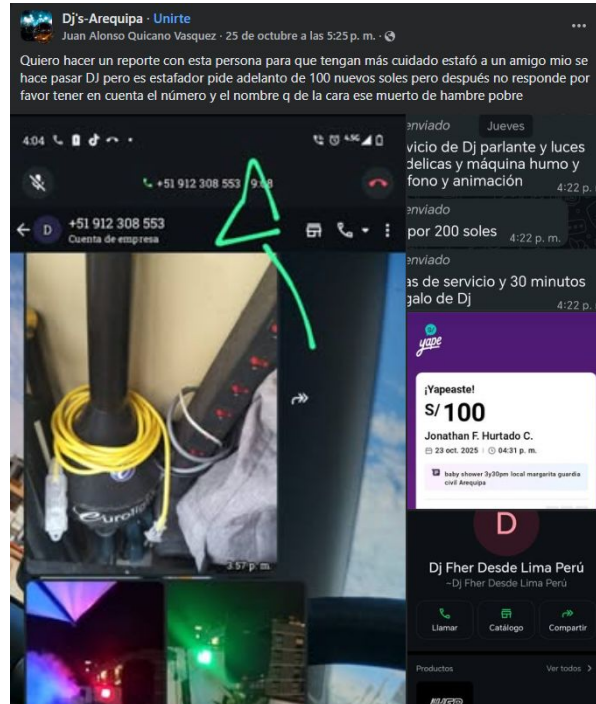 Dj's-Arequipa · Unirte
Juan Alonso Quicano Vasquez · 25 de octubre a las 5:25 p. m. ·
Quiero hacer un reporte con esta persona para que tengan más cuidado estafó a un amigo mio se
hace pasar DJ pero es estafador pide adelanto de 100 nuevos soles pero después no responde por
favor tener en cuenta el número y el nombre q de la cara ese muerto de hambre pobre
4:04
4.5G
+51 912 308 553
+51 912 308 553
Cuenta de empresa
D
Eurolight
3:57 p. m.
enviado
Jueves
vicio de Dj parlante y luces
delicas y máquina humo y
fono y animación
4:22 p.
enviado
por 200 soles
4:22 p. m.
enviado
as de servicio y 30 minutos
galo de Dj
4:22 p.
yape
¡Yapeaste!
S/ 100
Jonathan F. Hurtado C.
23 oct. 2025 | 04:31 p. m.
baby shower 3y30pm local margarita guardia
civil Arequipa
D
Dj Fher Desde Lima Perú
~Dj Fher Desde Lima Perú
Llamar
Catálogo
Compartir
Productos
Ver todos >